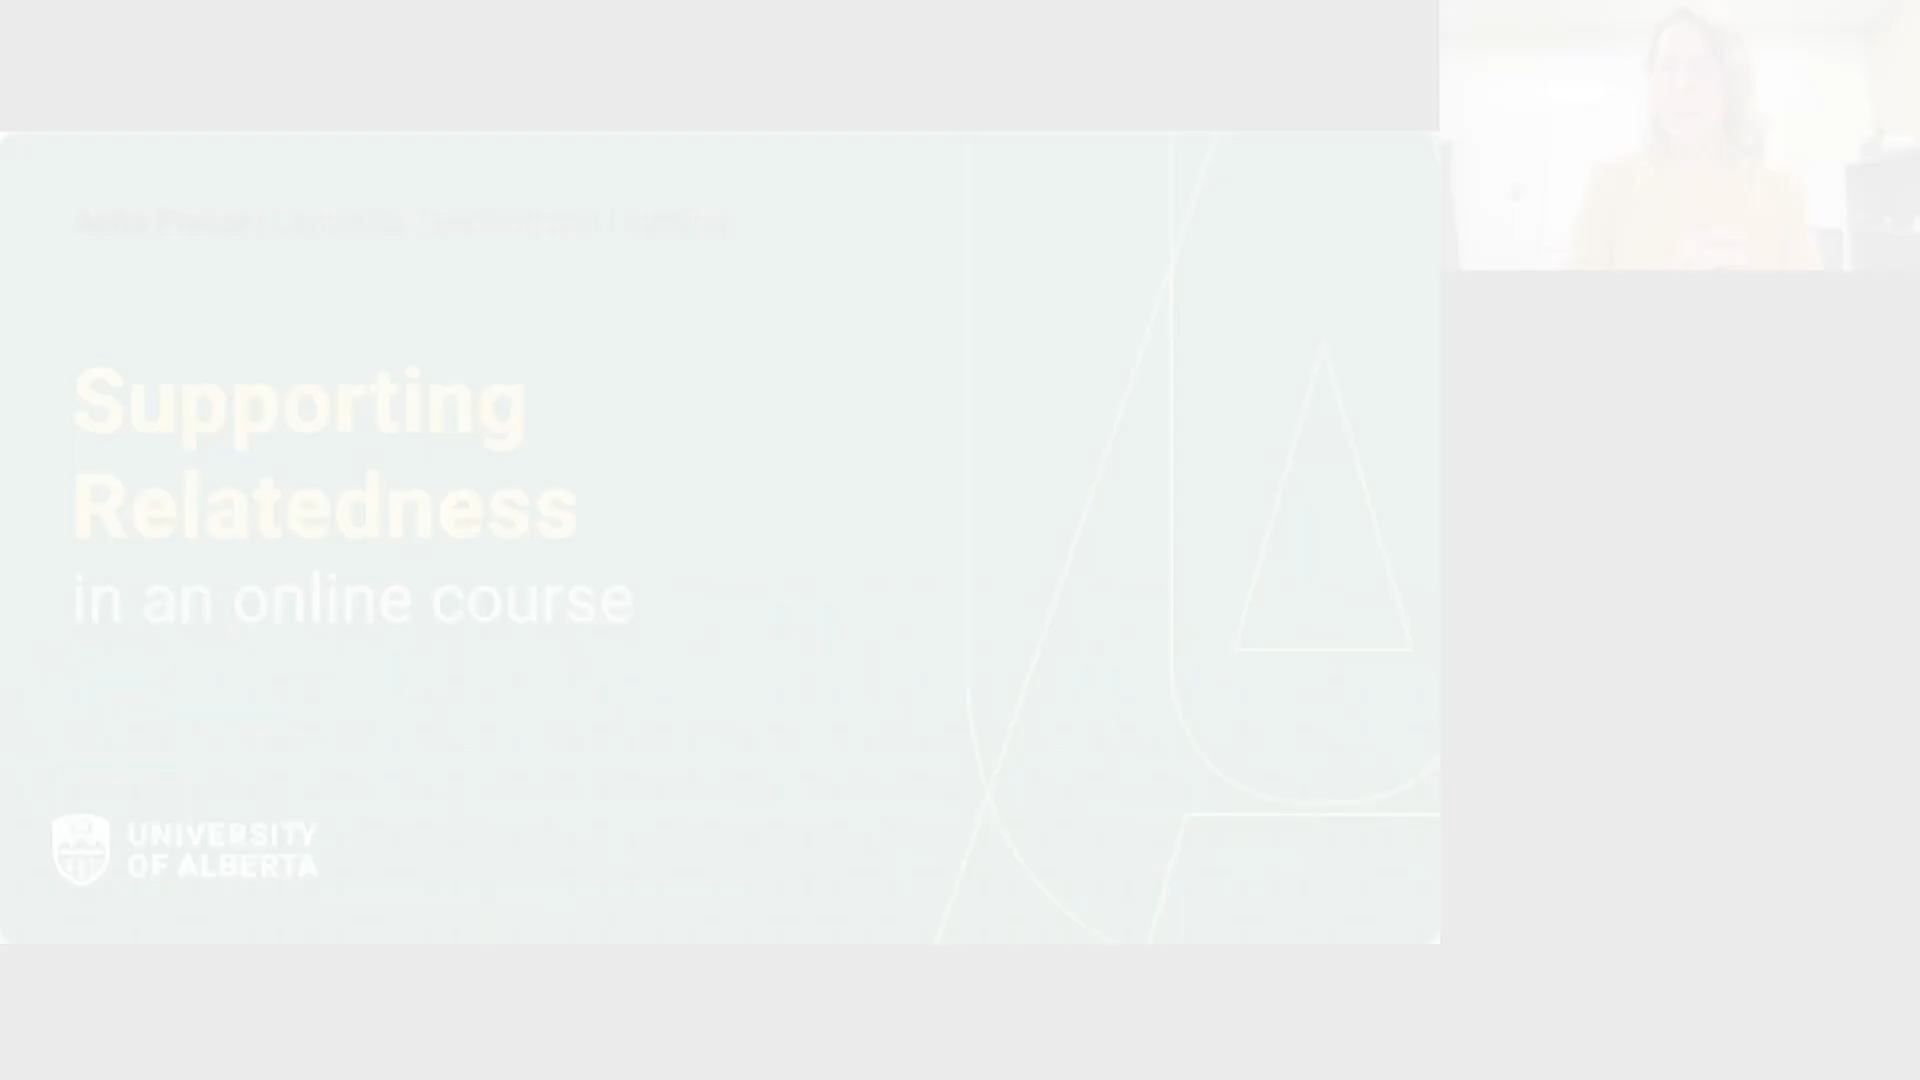 Supporting
Relatedness
in an online course
UNIVERSITY
OF ALBERTA